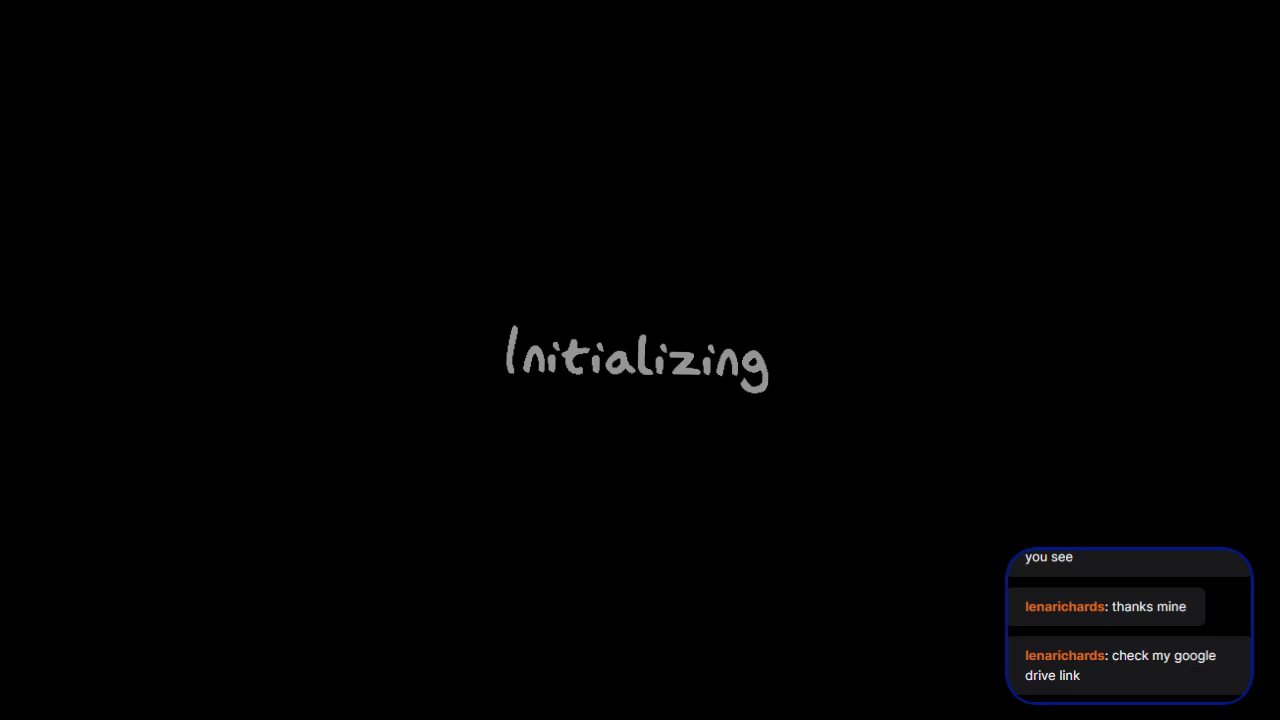 Initializing
you see
lenarichards: thanks mine
lenarichards: check my google
drive link